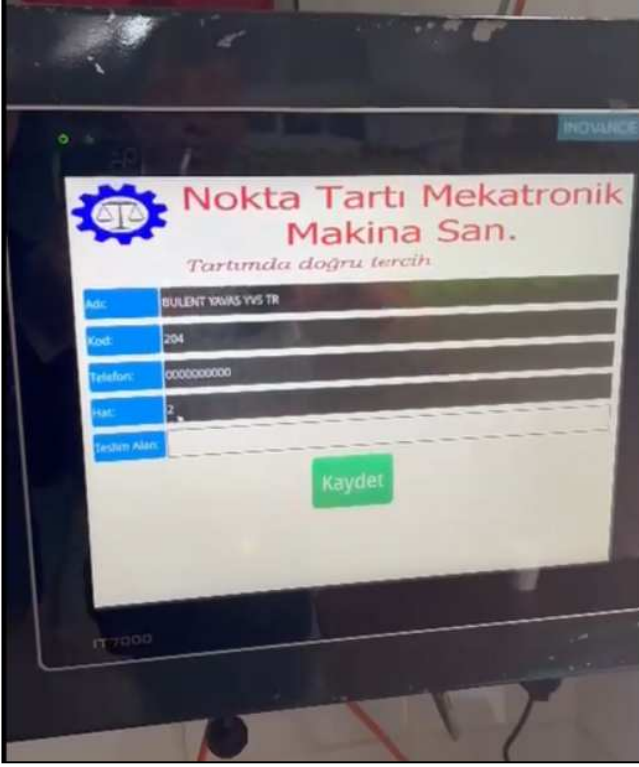 INOVANCE
Nokta Tartı Mekatronik
Makina San.
Tartımda doğru tercih
Adı: BULENT YAVAS YVS TR
Kod: 204
Telefon: 0000000000
Hat: 2
Teslim Alan:
Kaydet
IT7000